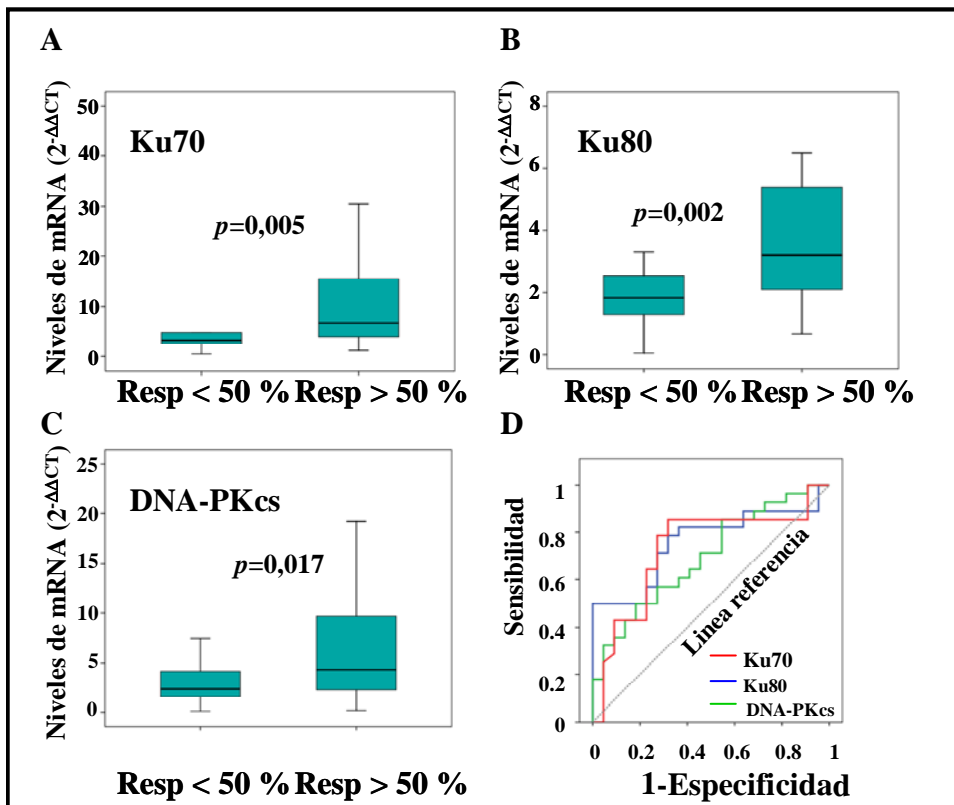 A
Niveles de mRNA (2-ΔΔCT)
50
40
30
20
10
0
Ku70
p=0,005
Resp < 50 %
Resp > 50 %
B
Niveles de mRNA (2-ΔΔCT)
8
6
4
2
0
Ku80
p=0,002
Resp < 50 %
Resp > 50 %
C
Niveles de mRNA (2-ΔΔCT)
25
20
15
10
5
0
DNA-PKcs
p=0,017
Resp < 50 %
Resp > 50 %
D
Sensibilidad
1
0.8
0.6
0.4
0.2
0
Linea referencia
Ku70
Ku80
DNA-PKcs
0 0.2 0.4 0.6 0.8 1
1-Especificidad